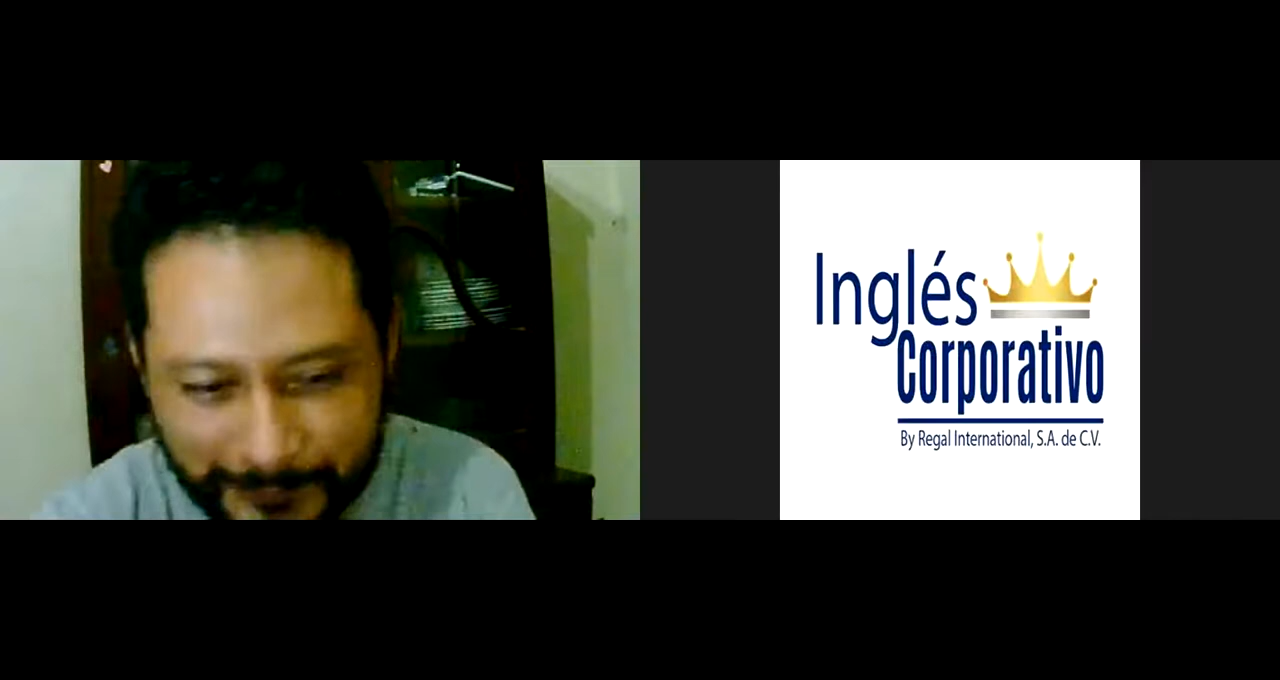 Inglés
Corporativo
By Regal International, S.A. de C.V.